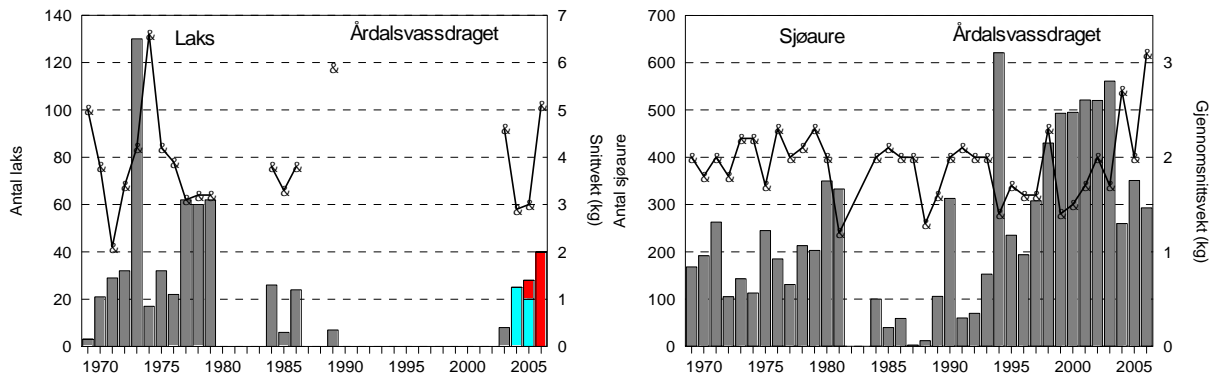 Laks
Årdalsvassdraget
Antal laks
140
120
100
80
60
40
20
0
7
6
5
4
3
2
1
0
Snittvekt (kg)
1970 1975 1980 1985 1990 1995 2000 2005
Sjøaure
Årdalsvassdraget
Antal sjøaure
700
600
500
400
300
200
100
0
3
2
1
0
Gjennomsnittsvekt (kg)
1970 1975 1980 1985 1990 1995 2000 2005